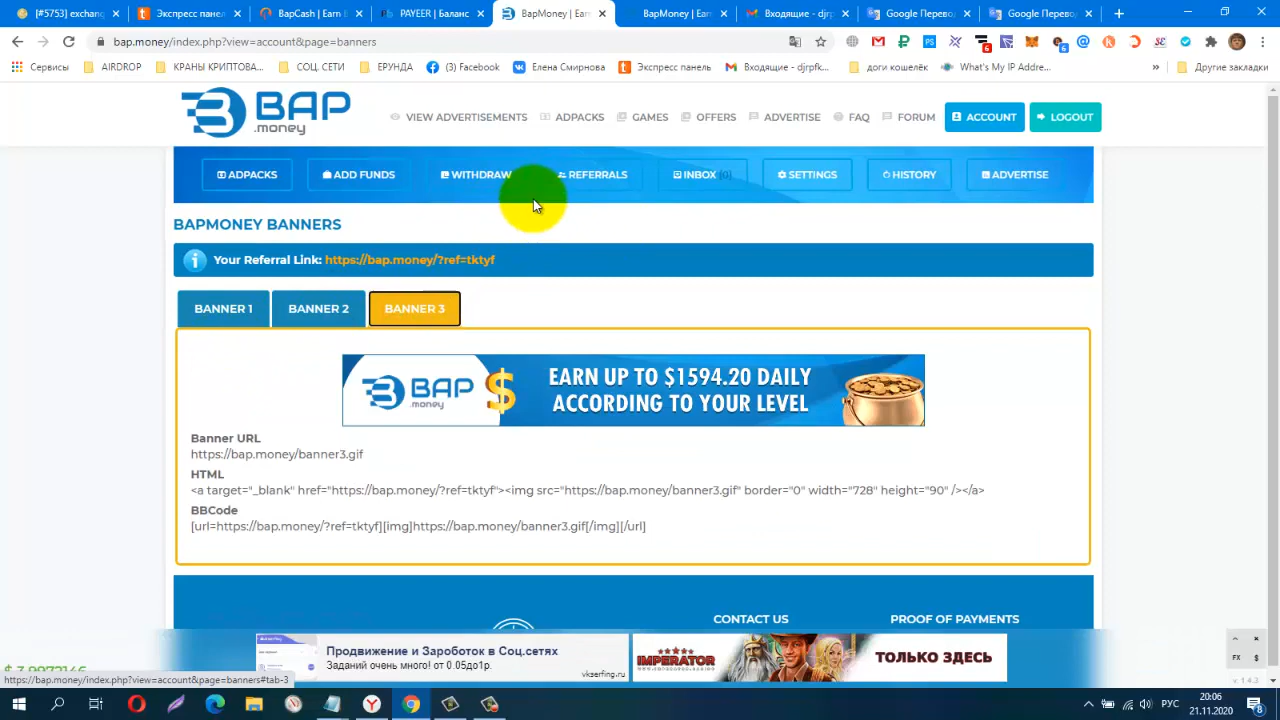 [#5753] exchang
Экспресс панел
BapCash | Earn B
PAYEER | Баланс
BapMoney | Earn
BapMoney | Earn
Входящие - djrp
Google Перево
Google Перево
bap.money/index.php?view=account&page=banners
Сервисы
AIRDROP
КРАНЫ КРИПТОВА...
СОЦ. СЕТИ
ЕРУНДА
(3) Facebook
Елена Смирнова
Экспресс панель
Входящие - djrpfk...
доги кошелёк
What's My IP Addre...
»
Другие закладки
BAP
.money
VIEW ADVERTISEMENTS
ADPACKS
GAMES
OFFERS
ADVERTISE
FAQ
FORUM
ACCOUNT
LOGOUT
ADPACKS
ADD FUNDS
WITHDRAW
REFERRALS
INBOX [0]
SETTINGS
HISTORY
ADVERTISE
BAPMONEY BANNERS
Your Referral Link: https://bap.money/?ref=tktyf
BANNER 1
BANNER 2
BANNER 3
BAP
.money
$
EARN UP TO $1594.20 DAILY
ACCORDING TO YOUR LEVEL
Banner URL
https://bap.money/banner3.gif
HTML
<a target="_blank" href="https://bap.money/?ref=tktyf"><img src="https://bap.money/banner3.gif" border="0" width="728" height="90" /></a>
BBCode
[url=https://bap.money/?ref=tktyf][img]https://bap.money/banner3.gif[/img][/url]
CONTACT US
PROOF OF PAYMENTS
Продвижение и Зароботок в Соц.сетях
Заданий очень много! от 0.05до1р.
vkserfing.ru
IMPERATOR
ТОЛЬКО ЗДЕСЬ
FX
$
v 1.4.3
https://bap.money/index.php?view=account&page=banners#tab-3
РУС
20:06
21.11.2020